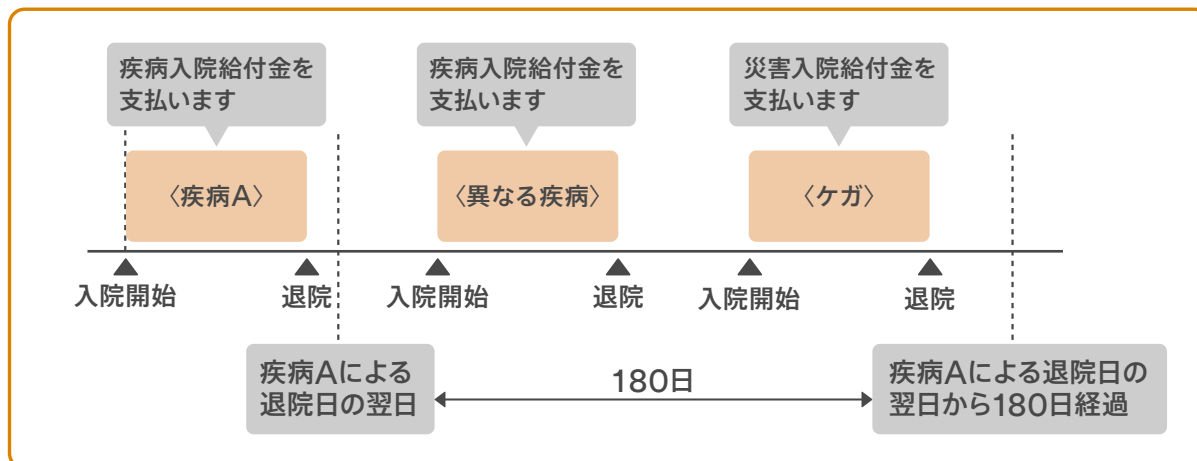 疾病入院給付金を
支払います
疾病入院給付金を
支払います
災害入院給付金を
支払います
〈疾病A〉
〈異なる疾病〉
〈ケガ〉
入院開始
退院
入院開始
退院
入院開始
退院
疾病Aによる
退院日の翌日
180日
疾病Aによる退院日の
翌日から180日経過